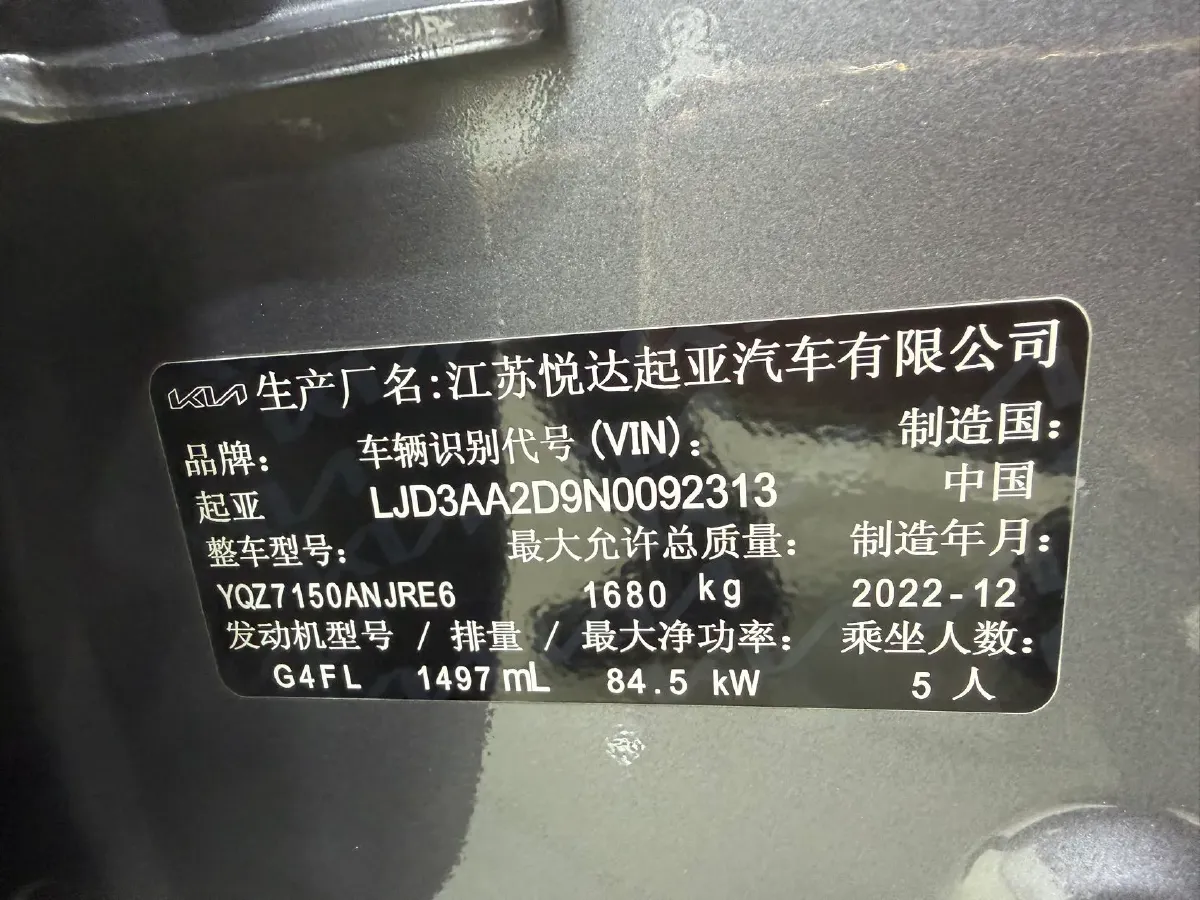 KIA 生产厂名:江苏悦达起亚汽车有限公司
品牌: 车辆识别代号(VIN): 制造国:
起亚 LJD3AA2D9N0092313 中国
整车型号: 最大允许总质量: 制造年月:
YQZ7150ANJRE6 1680 kg 2022-12
发动机型号 / 排量 / 最大净功率: 乘坐人数:
G4FL 1497 mL 84.5 kW 5 人